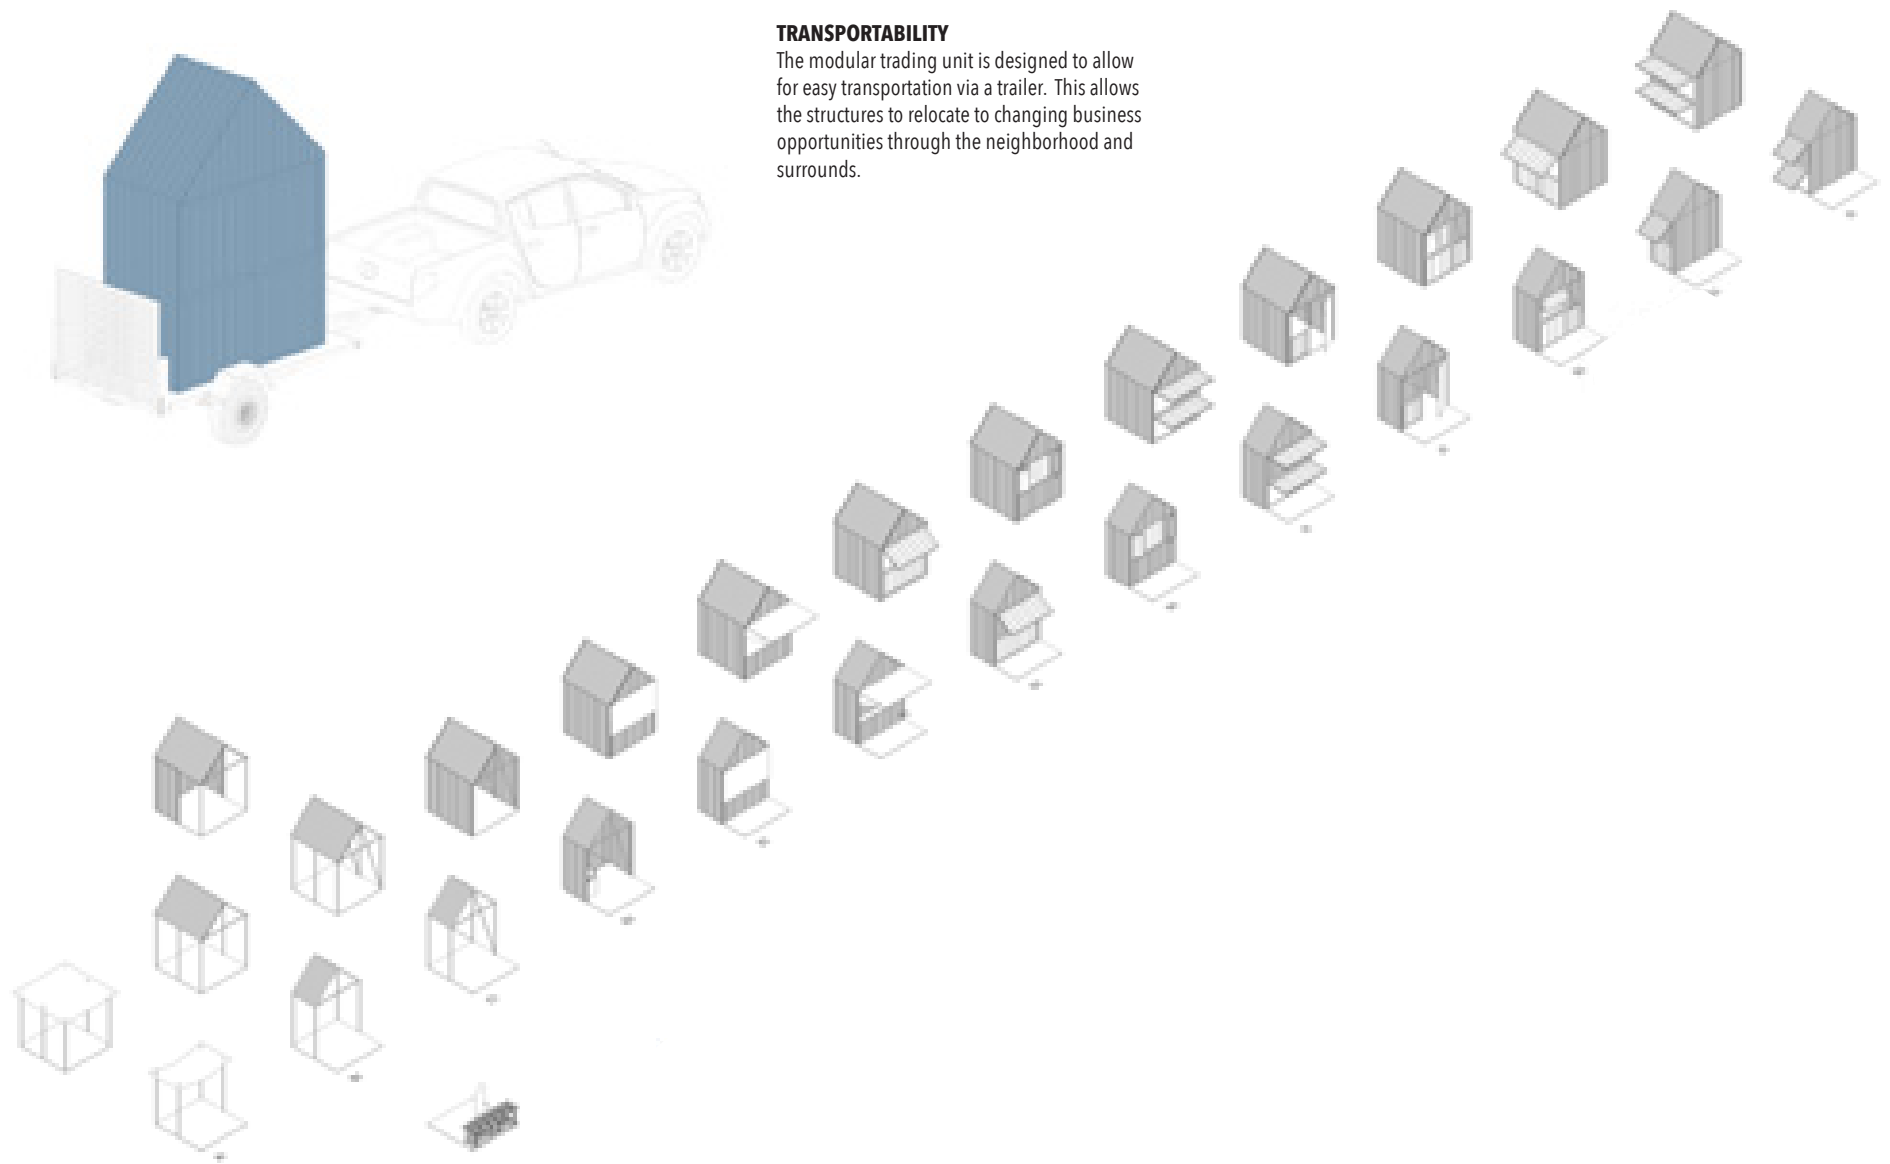 TRANSPORTABILITY
The modular trading unit is designed to allow
for easy transportation via a trailer. This allows
the structures to relocate to changing business
opportunities through the neighborhood and
surrounds.